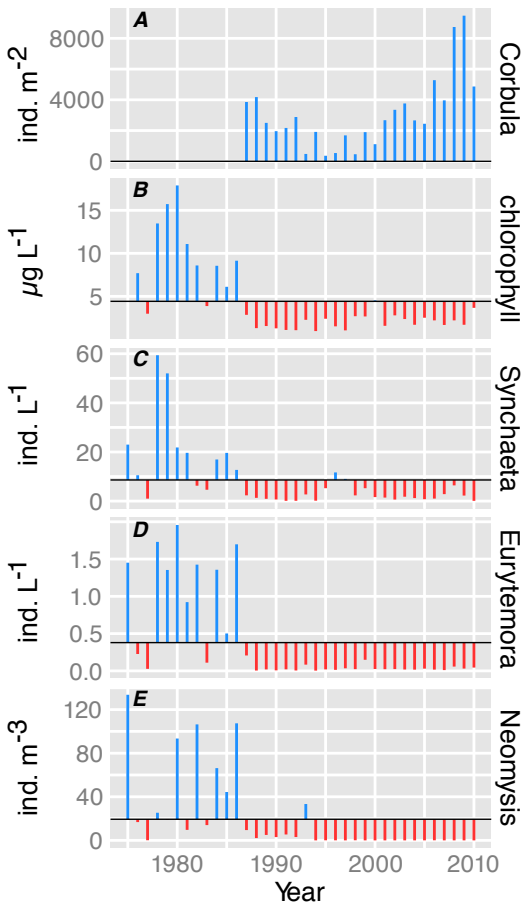 A
8000
4000
0
ind. m-2
Corbula
B
15
10
5
µg L-1
chlorophyll
C
60
40
20
0
ind. L-1
Synchaeta
D
1.5
1.0
0.5
0.0
ind. L-1
Eurytemora
E
120
80
40
0
ind. m-3
Neomysis
1980 1990 2000 2010
Year